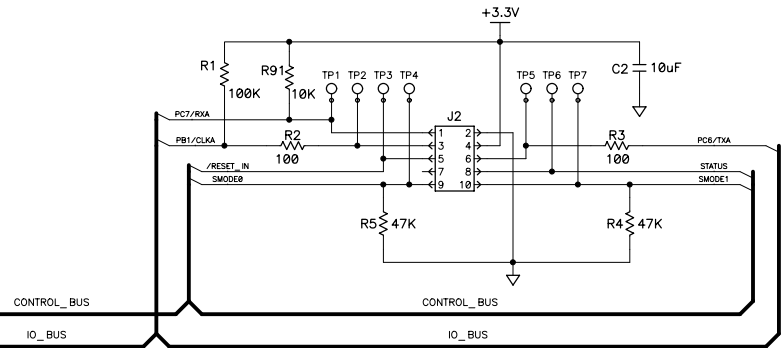 +3.3V
R1
100K
R91
10K
TP1 TP2 TP3 TP4
TP5 TP6 TP7
C2 10uF
J2
PC7/RXA
PB1/CLKA
R2
100
R3
100
PC6/TXA
/RESET_IN
SMODE0
STATUS
SMODE1
1 2
3 4
5 6
7 8
9 10
R5 47K
R4 47K
CONTROL_BUS
CONTROL_BUS
IO_BUS
IO_BUS